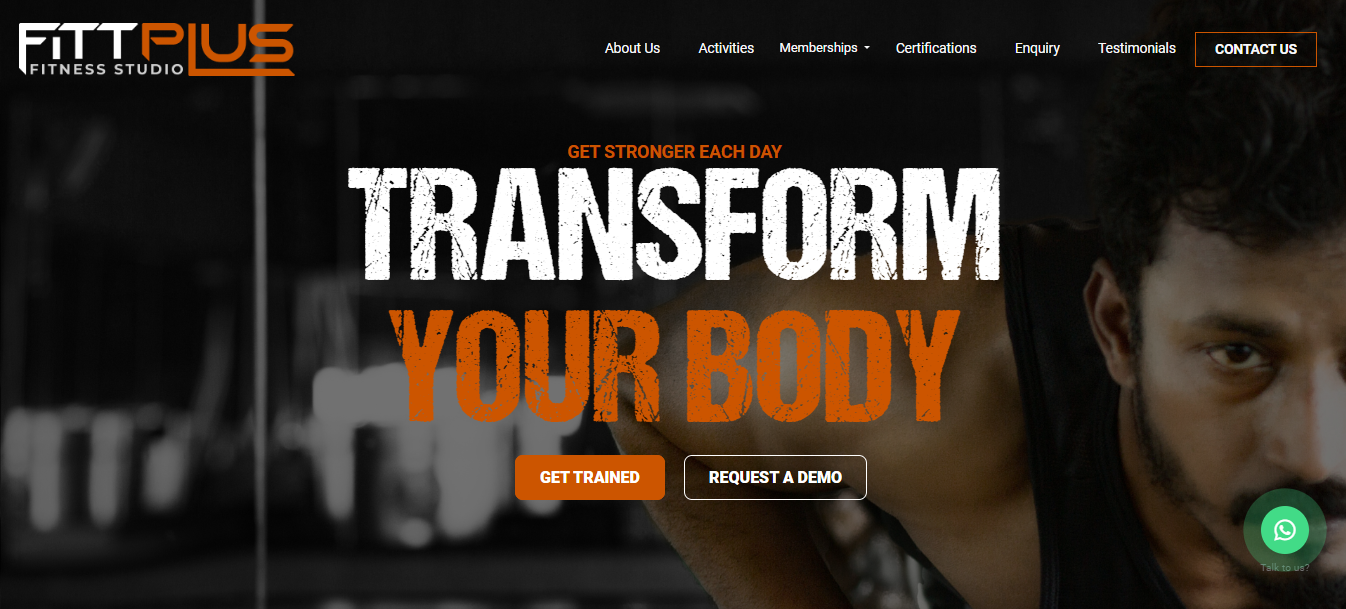 FiTTPLUS
FITNESS STUDIO
About Us
Activities
Memberships
Certifications
Enquiry
Testimonials
CONTACT US
GET STRONGER EACH DAY
TRANSFORM
YOUR BODY
GET TRAINED
REQUEST A DEMO
Talk to us?